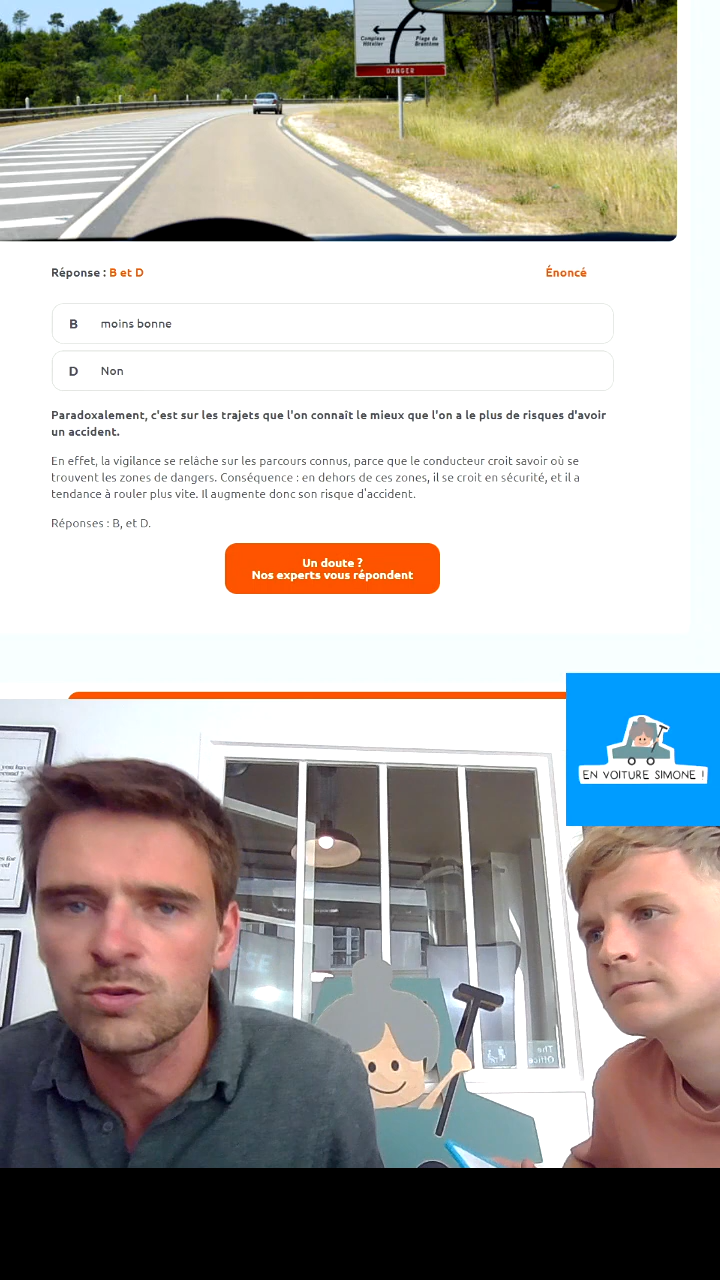 Complexe Plage de
Hôtelier
DANGER
Réponse : B et D
Énoncé
B moins bonne
D Non
Paradoxalement, c'est sur les trajets que l'on connaît le mieux que l'on a le plus de risques d'avoir
un accident.
En effet, la vigilance se relâche sur les parcours connus, parce que le conducteur croit savoir où se
trouvent les zones de dangers. Conséquence : en dehors de ces zones, il se croit en sécurité, et il a
tendance à rouler plus vite. Il augmente donc son risque d'accident.
Réponses : B, et D.
Un doute ?
Nos experts vous répondent
EN VOITURE SIMONE !
The
Office